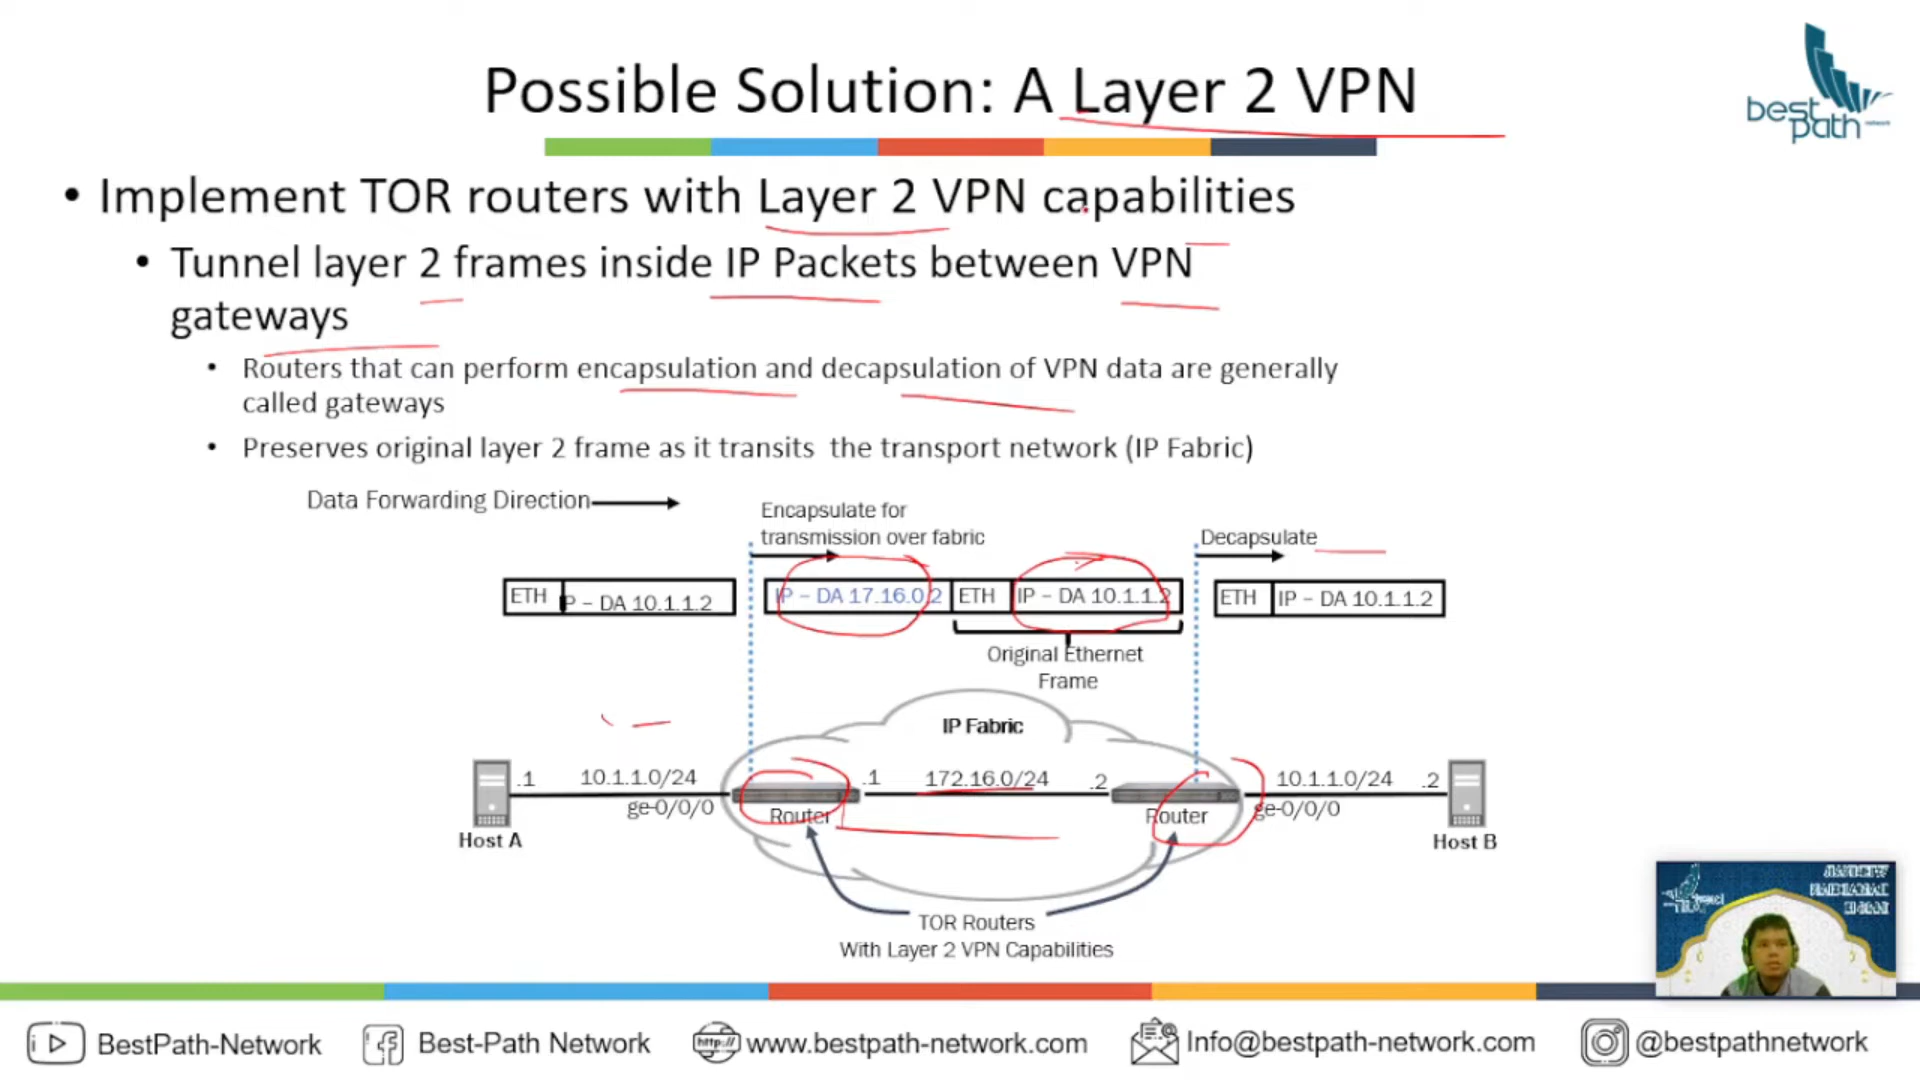 Possible Solution: A Layer 2 VPN
best
path
network
• Implement TOR routers with Layer 2 VPN capabilities
• Tunnel layer 2 frames inside IP Packets between VPN
gateways
• Routers that can perform encapsulation and decapsulation of VPN data are generally
called gateways
• Preserves original layer 2 frame as it transits the transport network (IP Fabric)
Data Forwarding Direction
Encapsulate for
transmission over fabric
Decapsulate
ETH
IP – DA 10.1.1.2
IP – DA 17.16.0.2
ETH
IP – DA 10.1.1.2
ETH
IP – DA 10.1.1.2
Original Ethernet
Frame
IP Fabric
.1
10.1.1.0/24
.1
172.16.0/24
.2
10.1.1.0/24
.2
ge-0/0/0
Router
Router
ge-0/0/0
Host A
Host B
TOR Routers
With Layer 2 VPN Capabilities
BestPath-Network
Best-Path Network
http://
www.bestpath-network.com
Info@bestpath-network.com
@bestpathnetwork